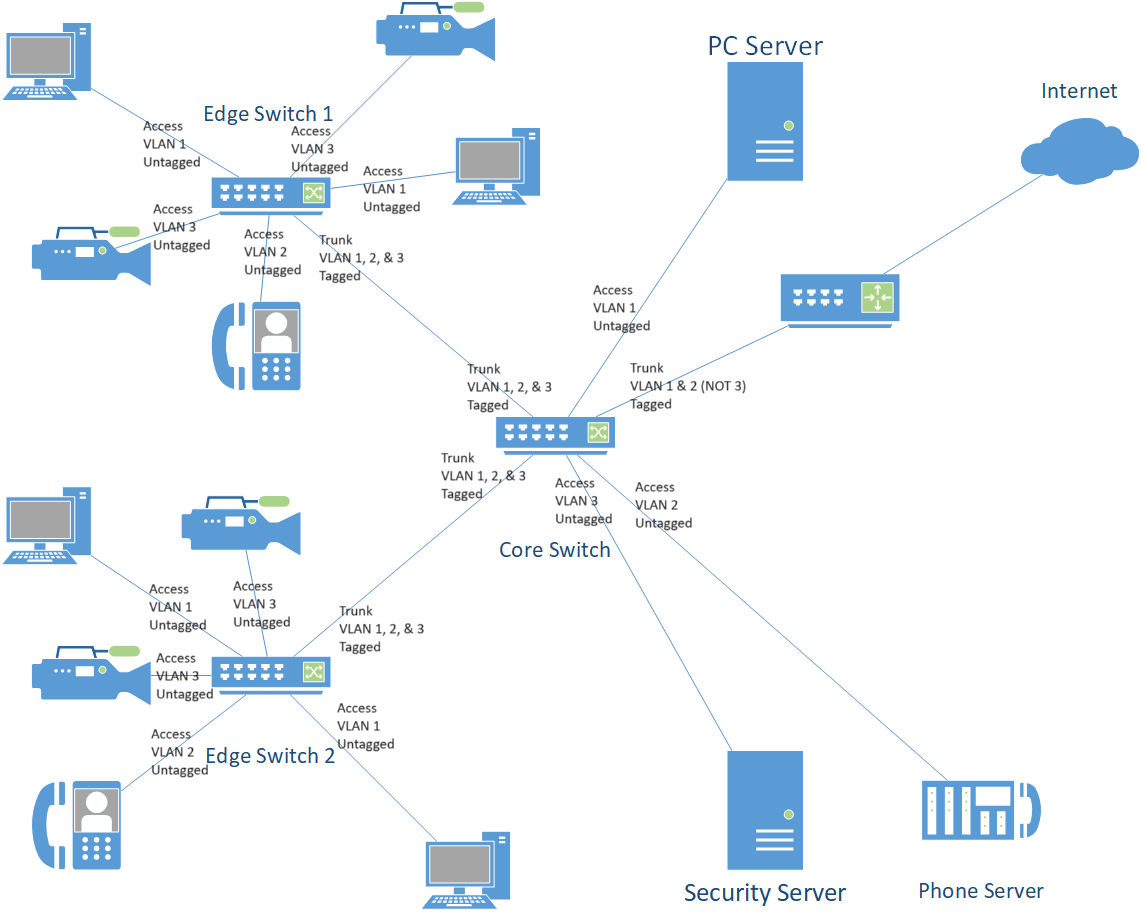 PC Server
Internet
Edge Switch 1
Access
VLAN 1
Untagged
Access
VLAN 3
Untagged
Access
VLAN 1
Untagged
Access
VLAN 3
Untagged
Access
VLAN 2
Untagged
Trunk
VLAN 1, 2, & 3
Tagged
Access
VLAN 1
Untagged
Trunk
VLAN 1, 2, & 3
Tagged
Trunk
VLAN 1 & 2 (NOT 3)
Tagged
Trunk
VLAN 1, 2, & 3
Tagged
Access
VLAN 3
Untagged
Access
VLAN 2
Untagged
Core Switch
Access
VLAN 1
Untagged
Access
VLAN 3
Untagged
Trunk
VLAN 1, 2, & 3
Tagged
Access
VLAN 3
Untagged
Access
VLAN 1
Untagged
Access
VLAN 2
Untagged
Edge Switch 2
Security Server
Phone Server